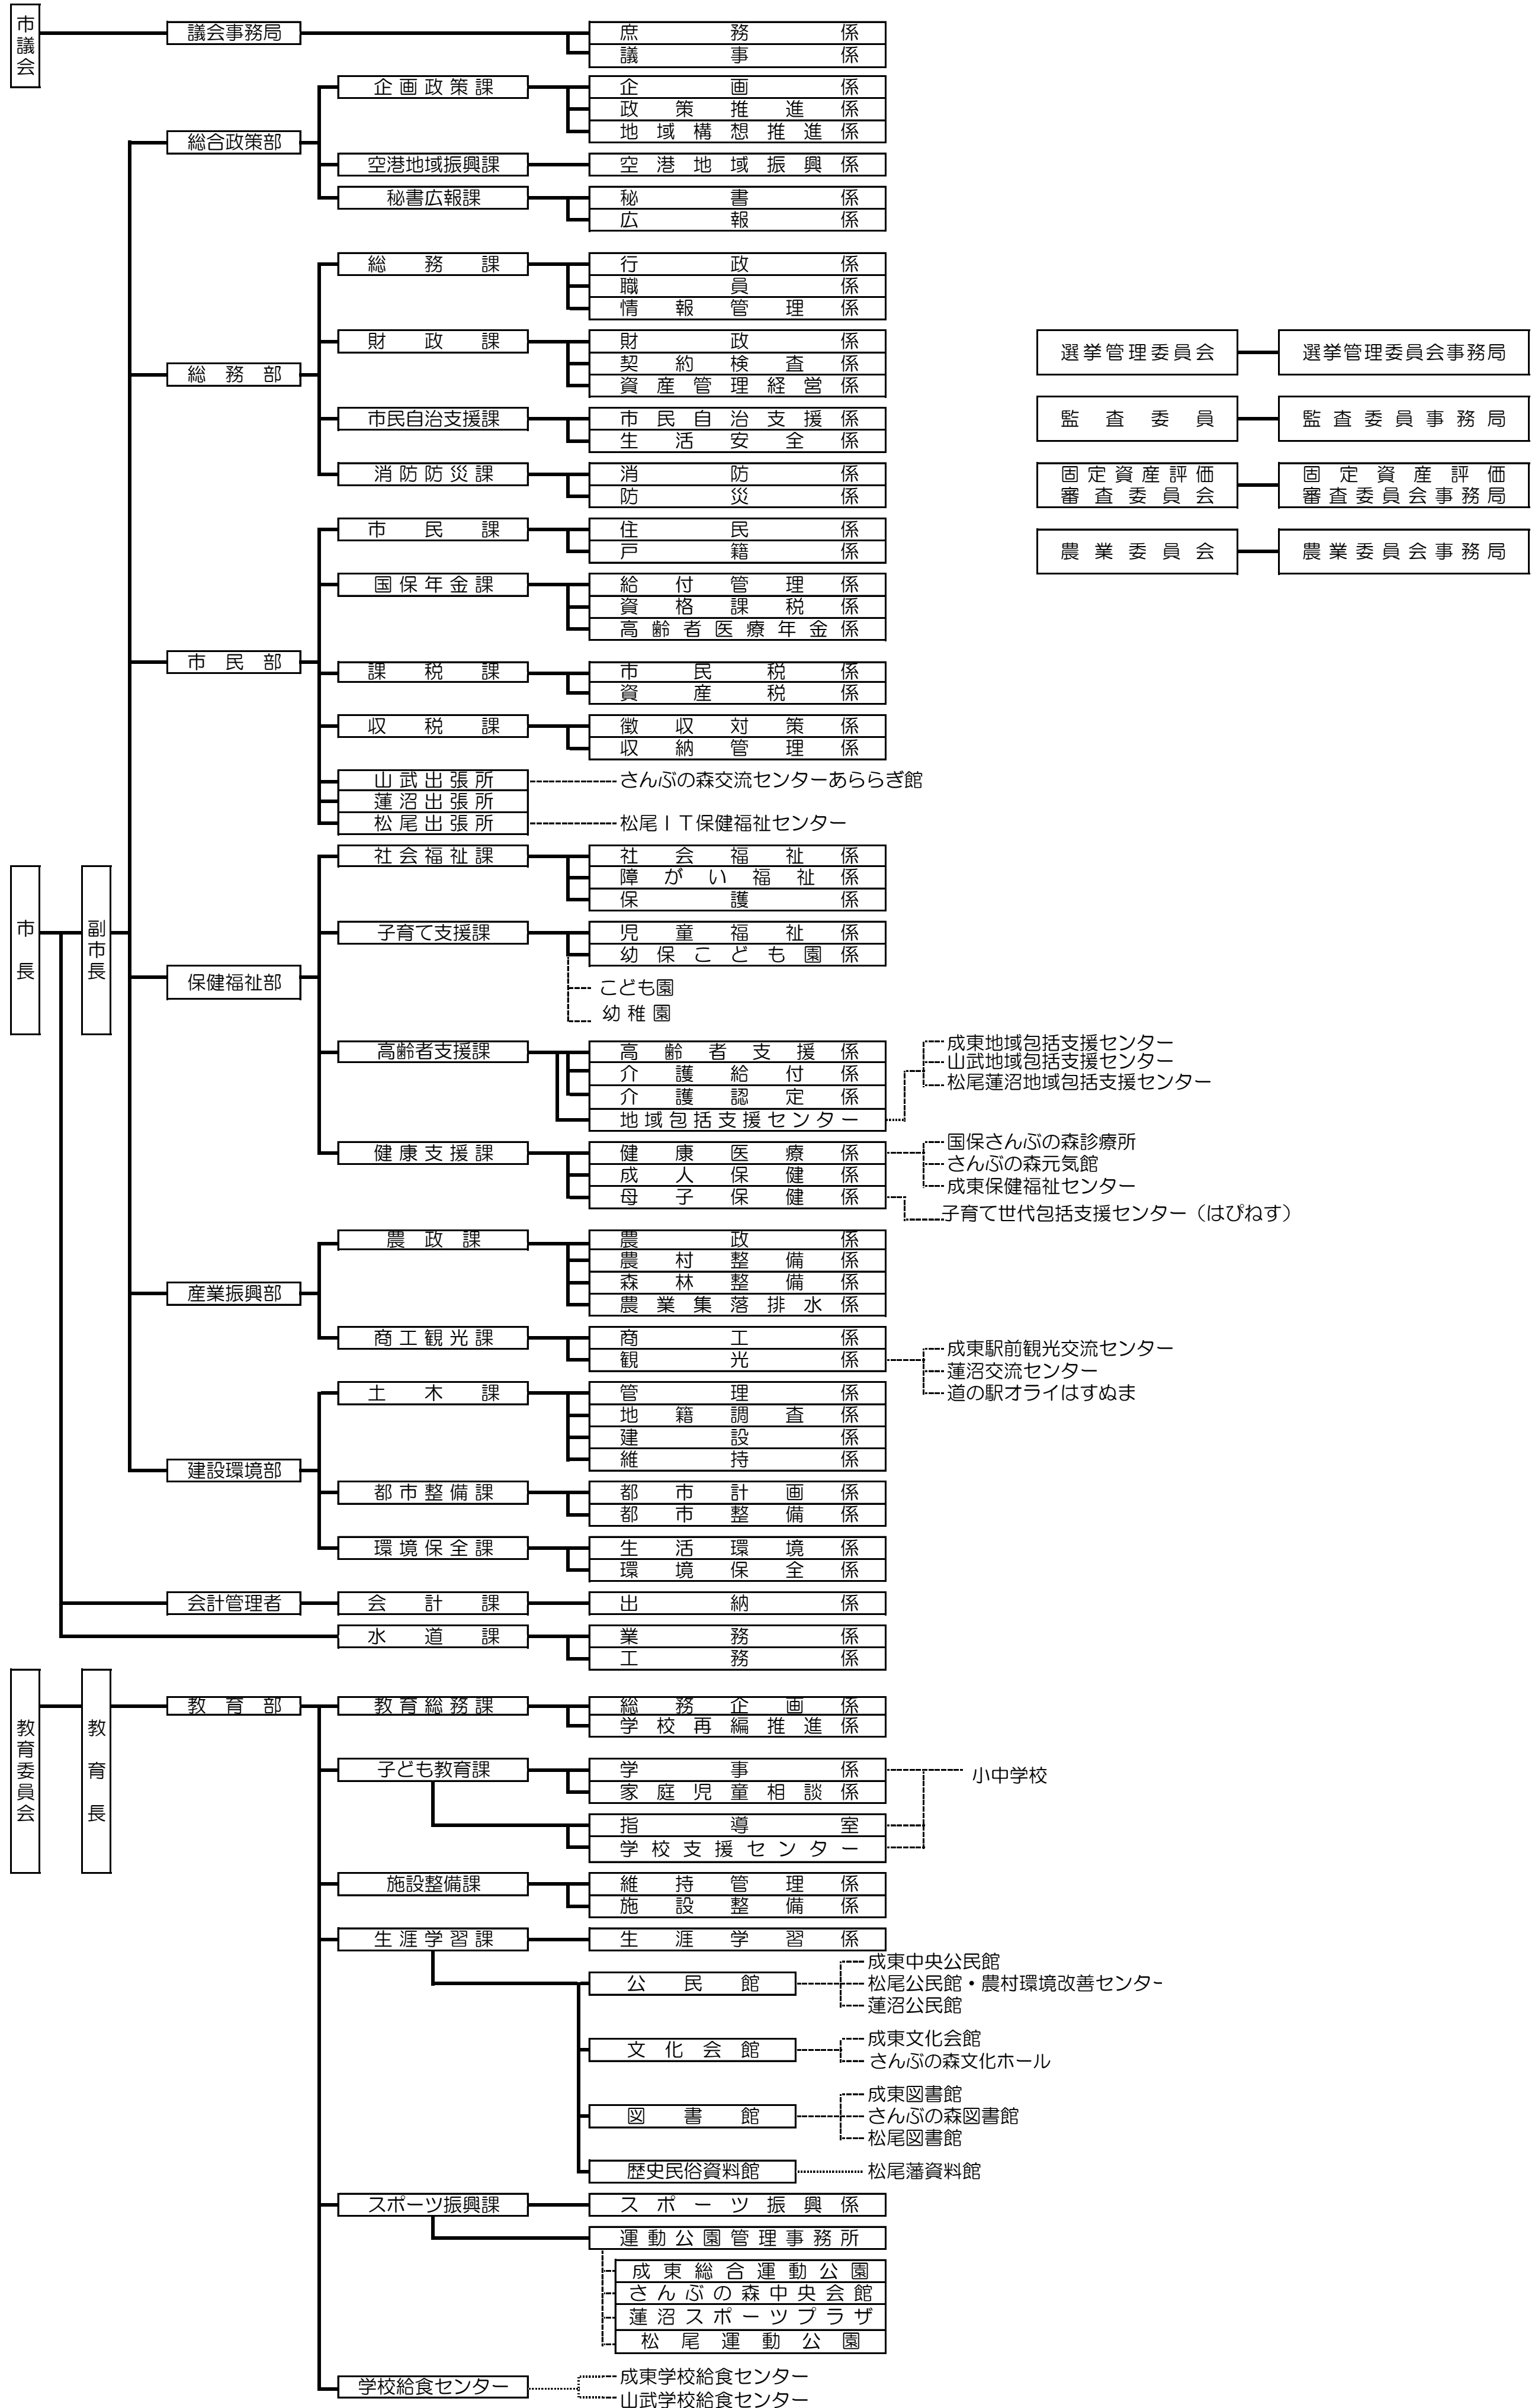 市議会
議会事務局
庶務係
議事係
企画政策課
企画係
政策推進係
地域構想推進係
総合政策部
空港地域振興課
空港地域振興係
秘書広報課
秘書係
広報係
総務課
行政係
職員係
情報管理係
財政課
財政係
契約検査係
資産管理経営係
総務部
市民自治支援課
市民自治支援係
生活安全係
消防防災課
消防係
防災係
選挙管理委員会
選挙管理委員会事務局
監査委員
監査委員事務局
固定資産評価
審査委員会
固定資産評価
審査委員会事務局
農業委員会
農業委員会事務局
市民課
住民係
戸籍係
国保年金課
給付管理係
資格課税係
高齢者医療年金係
市民部
課税課
市民税係
資産税係
収税課
徴収対策係
収納管理係
山武出張所
さんぶの森交流センターあららぎ館
蓮沼出張所
松尾出張所
松尾IT保健福祉センター
市長
副市長
社会福祉課
社会福祉係
障がい福祉係
保護係
子育て支援課
児童福祉係
幼保こども園係
保健福祉部
こども園
幼稚園
高齢者支援課
高齢者支援係
介護給付係
介護認定係
地域包括支援センター
成東地域包括支援センター
山武地域包括支援センター
松尾蓮沼地域包括支援センター
健康支援課
健康医療係
成人保健係
母子保健係
国保さんぶの森診療所
さんぶの森元気館
成東保健福祉センター
子育て世代包括支援センター（はぴねす）
農政課
農政係
農村整備係
森林整備係
農業集落排水係
産業振興部
商工観光課
商工係
観光係
成東駅前観光交流センター
蓮沼交流センター
道の駅オライはすぬま
土木課
管理係
地籍調査係
建設係
維持係
建設環境部
都市整備課
都市計画係
都市整備係
環境保全課
生活環境係
環境保全係
会計管理者
会計課
出納係
水道課
業務係
工務係
教育委員会
教育長
教育部
教育総務課
総務企画係
学校再編推進係
子ども教育課
学事係
家庭児童相談係
小中学校
指導室
学校支援センター
施設整備課
維持管理係
施設整備係
生涯学習課
生涯学習係
公民館
成東中央公民館
松尾公民館・農村環境改善センター
蓮沼公民館
文化会館
成東文化会館
さんぶの森文化ホール
図書館
成東図書館
さんぶの森図書館
松尾図書館
歴史民俗資料館
松尾藩資料館
スポーツ振興課
スポーツ振興係
運動公園管理事務所
成東総合運動公園
さんぶの森中央会館
蓮沼スポーツプラザ
松尾運動公園
学校給食センター
成東学校給食センター
山武学校給食センター